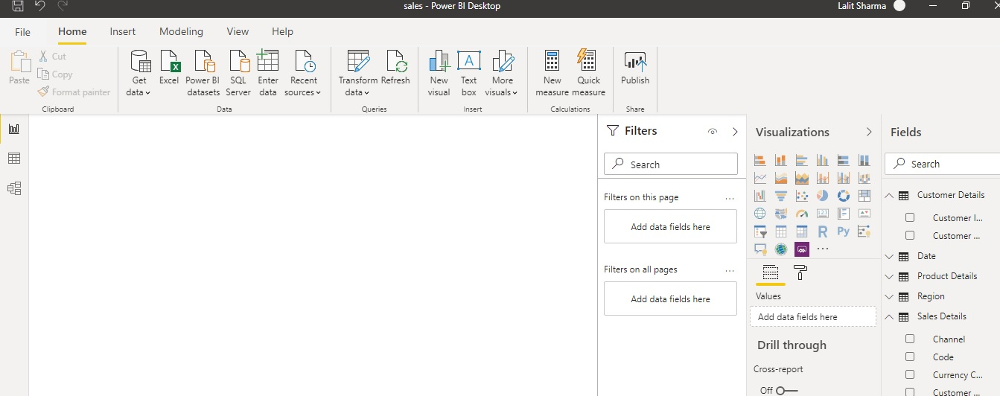 sales - Power BI Desktop
Lalit Sharma
File
Home
Insert
Modeling
View
Help
Paste
Cut
Copy
Format painter
Clipboard
Get
data
Excel
Power BI
datasets
SQL
Server
Enter
data
Recent
sources
Data
Transform
data
Refresh
Queries
New
visual
Text
box
More
visuals
Insert
New
measure
Quick
measure
Calculations
Publish
Share
Filters
Search
Filters on this page
...
Add data fields here
Filters on all pages
...
Add data fields here
Visualizations
123
R
Py
...
Values
Add data fields here
Drill through
Cross-report
Off
Fields
Search
Customer Details
Customer I...
Customer ...
Date
Product Details
Region
Sales Details
Channel
Code
Currency C...
Customer ...